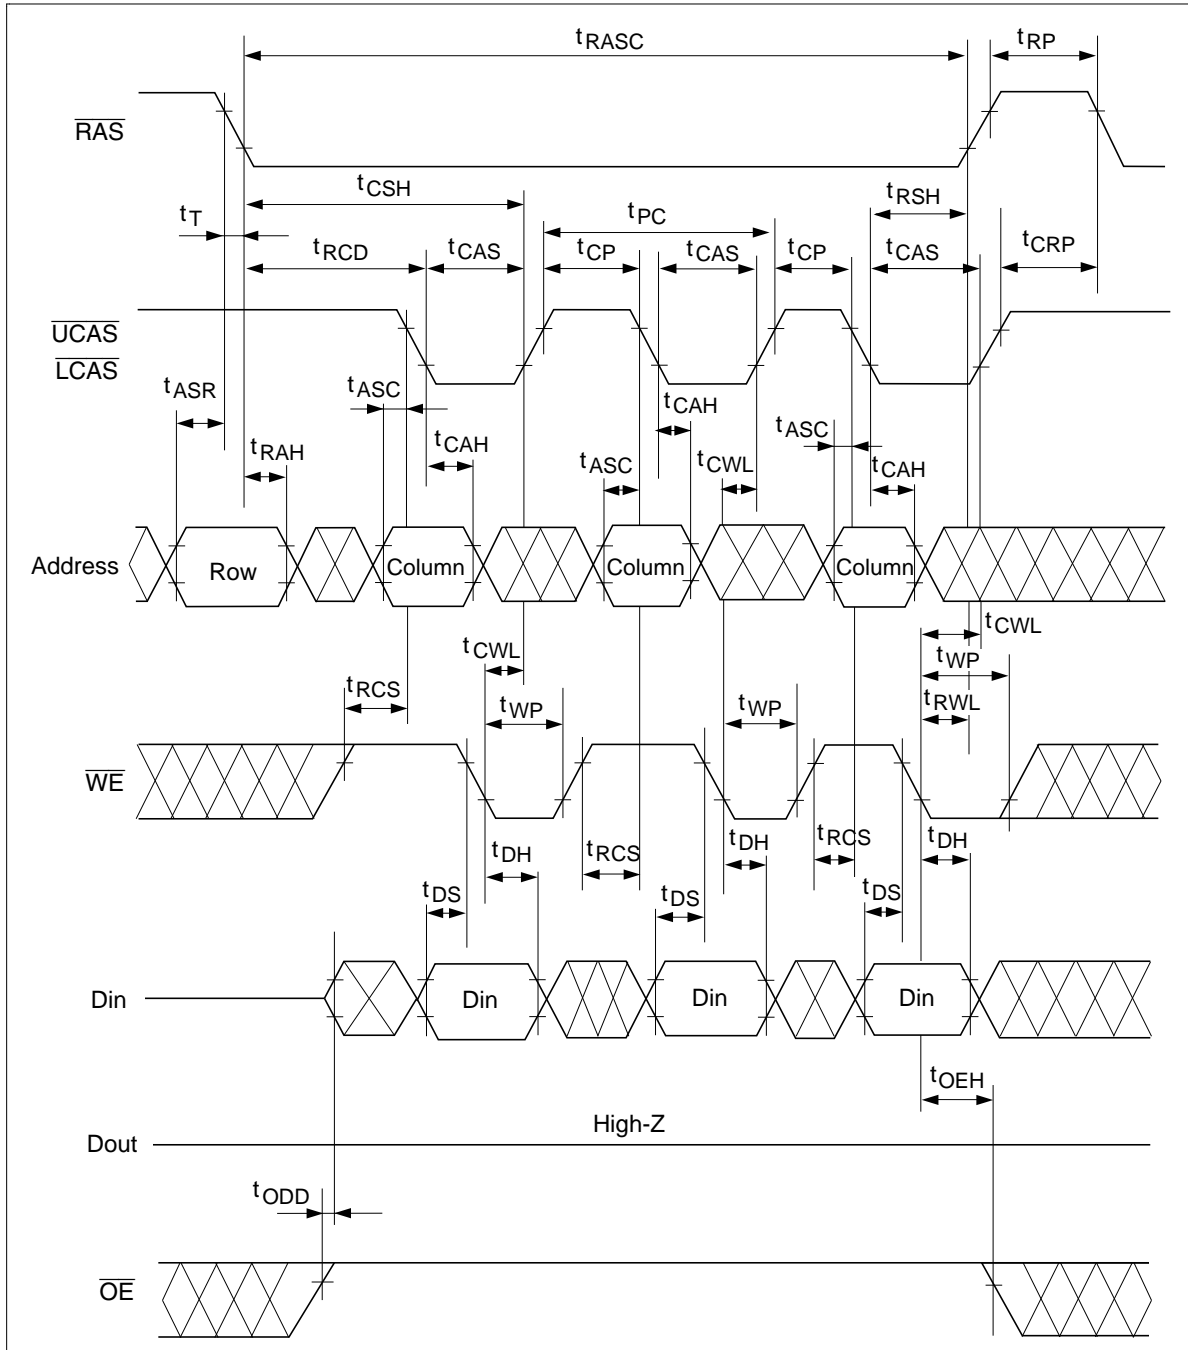 tRASC tRP
RAS
tCSH tRSH
tT tPC
tRCD tCAS tCP tCAS tCP tCAS tCRP
UCAS
LCAS
tASR tASC tCAH tASC
tRAH tCAH tASC tCWL tCAH
Address Row Column Column Column
tCWL tCWL
tWP
tRCS tWP tWP tRWL
WE
tDH tRCS tDH tRCS tDH
tDS tDS tDS
Din Din Din Din
tOEH
High-Z
Dout
tODD
OE